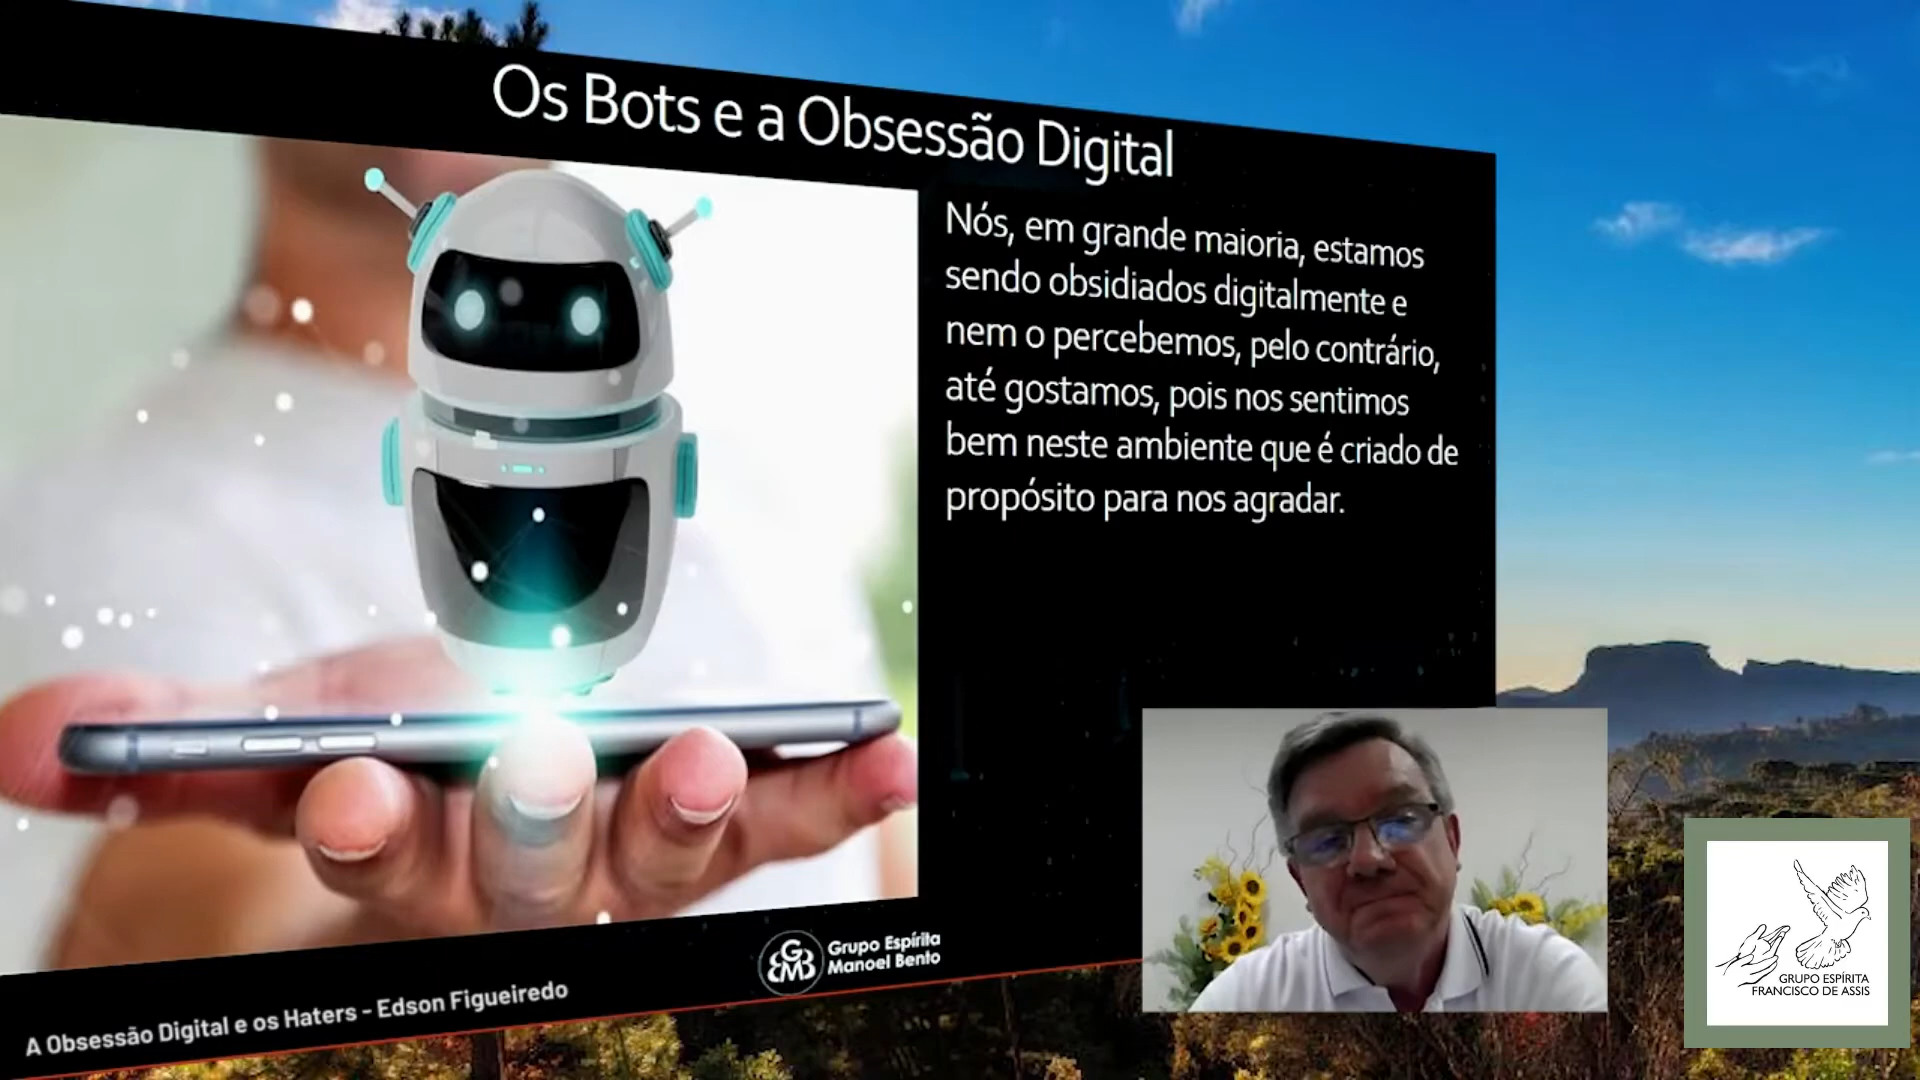 Os Bots e a Obsessão Digital
Nós, em grande maioria, estamos
sendo obsidiados digitalmente e
nem o percebemos, pelo contrário,
até gostamos, pois nos sentimos
bem neste ambiente que é criado de
propósito para nos agradar.
GEMB
Grupo Espírita
Manoel Bento
A Obsessão Digital e os Haters - Edson Figueiredo
GRUPO ESPÍRITA
FRANCISCO DE ASSIS